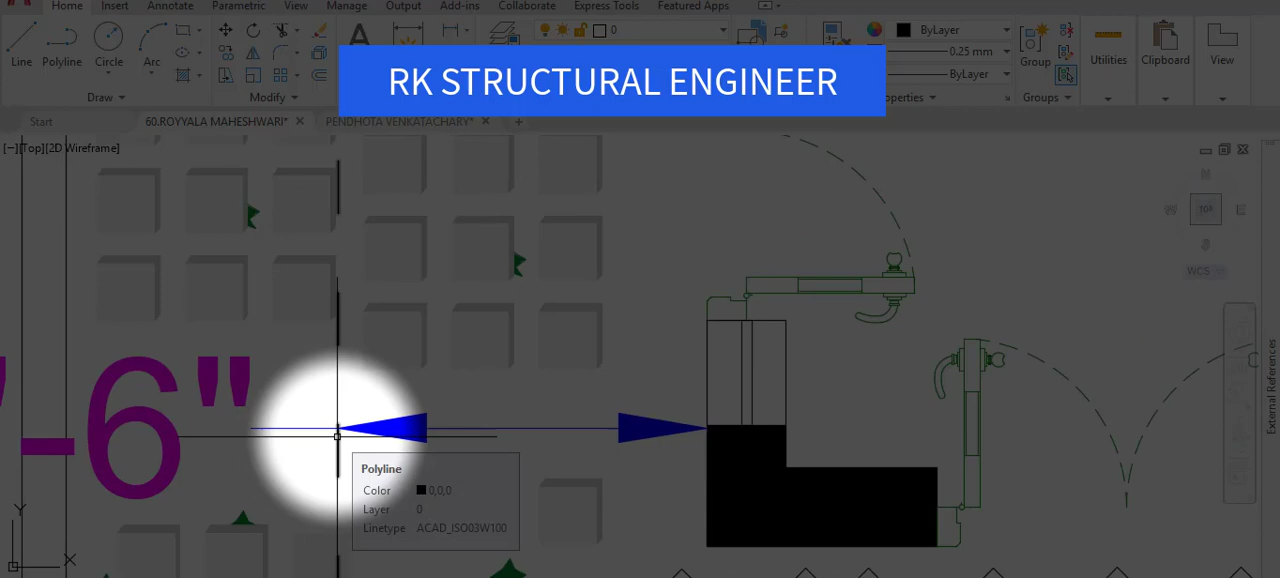 Home Insert Annotate Parametric View Manage Output Add-ins Collaborate Express Tools Featured Apps
Line Polyline Circle Arc
Draw Modify
0
ByLayer
0.25 mm
ByLayer
Group
Groups
Utilities Clipboard View
RK STRUCTURAL ENGINEER
Start 60.ROYYALA MAHESHWARI* PENDHOTA VENKATACHARY*
[−][Top][2D Wireframe]
TOP
E
WCS
-6"
Polyline
Color 0,0,0
Layer 0
Linetype ACAD_ISO03W100
Y
X
External References